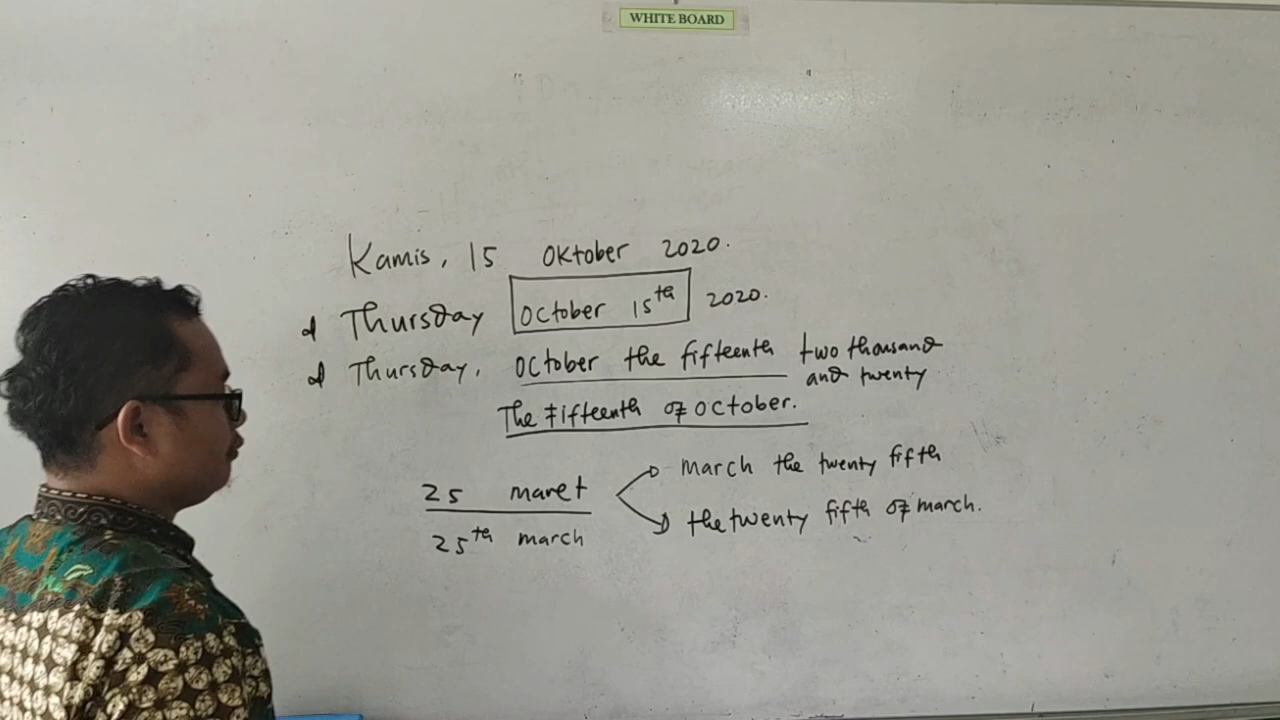 WHITE BOARD
Kamis, 15 Oktober 2020.
Thursday October 15th 2020.
Thursday, October the fifteenth two thousand
and twenty
The Fifteenth of October.
25 maret
25th march
march the twenty fifth
the twenty fifth of march.